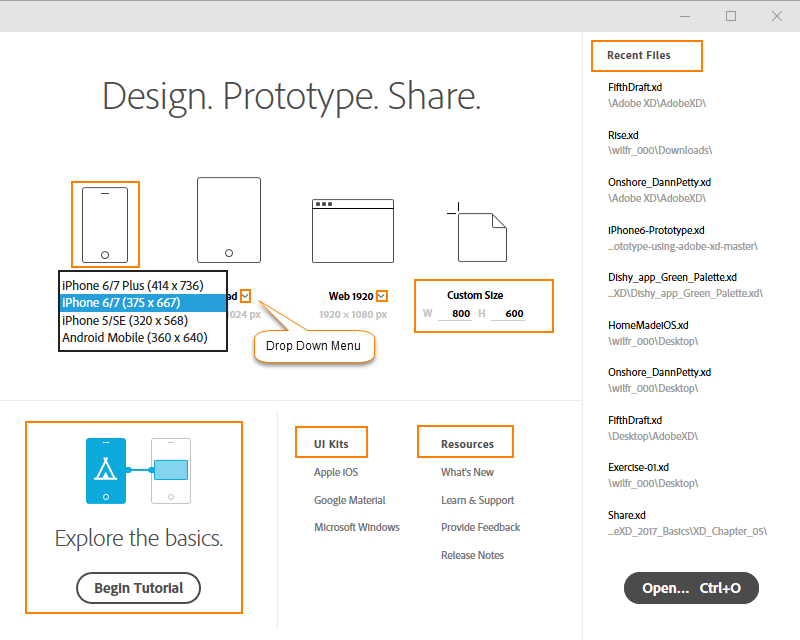 Design. Prototype. Share.
iPhone 6/7 Plus (414 x 736)
iPhone 6/7 (375 x 667)
iPhone 5/SE (320 x 568)
Android Mobile (360 x 640)
ad
1024 px
Drop Down Menu
Web 1920
1920 × 1080 px
Custom Size
W 800 H 600
Explore the basics.
Begin Tutorial
UI Kits
Apple iOS
Google Material
Microsoft Windows
Resources
What's New
Learn & Support
Provide Feedback
Release Notes
Recent Files
FifthDraft.xd
\Adobe XD\AdobeXD\
Rise.xd
\wilfr_000\Downloads\
Onshore_DannPetty.xd
\Adobe XD\AdobeXD\
iPhone6-Prototype.xd
...ototype-using-adobe-xd-master\
Dishy_app_Green_Palette.xd
...XD\Dishy_app_Green_Palette.xd\
HomeMadeIOS.xd
\wilfr_000\Desktop\
Onshore_DannPetty.xd
\wilfr_000\Desktop\
FifthDraft.xd
\Desktop\AdobeXD\
Exercise-01.xd
\wilfr_000\Desktop\
Share.xd
...eXD_2017_Basics\XD_Chapter_05\
Open... Ctrl+O